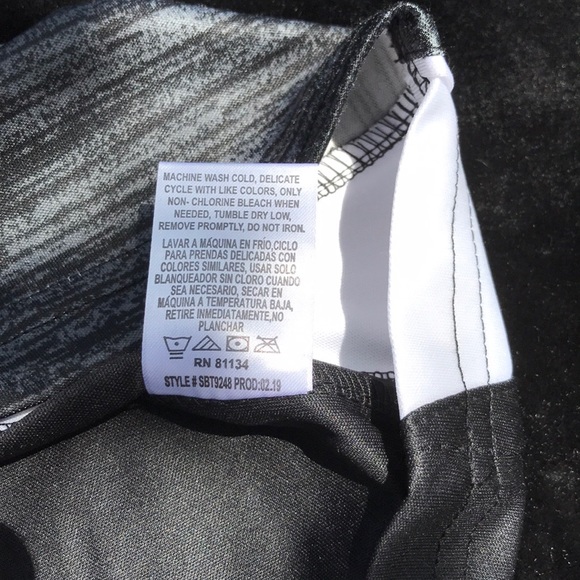 MACHINE WASH COLD, DELICATE
CYCLE WITH LIKE COLORS, ONLY
NON- CHLORINE BLEACH WHEN
NEEDED, TUMBLE DRY LOW,
REMOVE PROMPTLY, DO NOT IRON.
LAVAR A MÁQUINA EN FRÍO,CICLO
PARA PRENDAS DELICADAS CON
COLORES SIMILARES, USAR SOLO
BLANQUEADOR SIN CLORO CUANDO
SEA NECESARIO, SECAR EN
MÁQUINA A TEMPERATURA BAJA,
RETIRE INMEDIATAMENTE,NO
PLANCHAR
RN 81134
STYLE # SBT9248 PROD:02.19